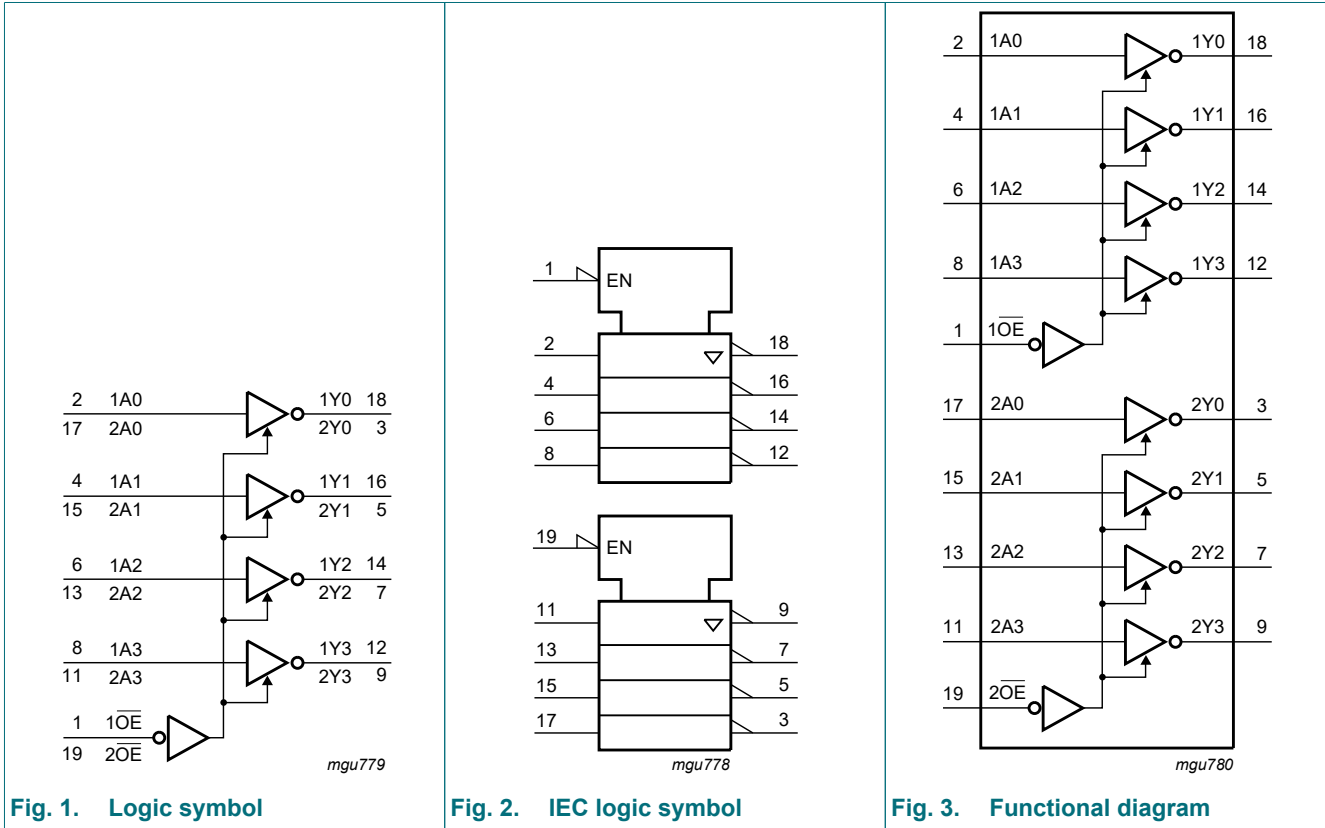 2 1A0 1Y0 18
17 2A0 2Y0 3
4 1A1 1Y1 16
15 2A1 2Y1 5
6 1A2 1Y2 14
13 2A2 2Y2 7
8 1A3 1Y3 12
11 2A3 2Y3 9
1 1O̅E̅
19 2O̅E̅
mgu779
Fig. 1. Logic symbol
1 EN
2 18
4 16
6 14
8 12
19 EN
11 9
13 7
15 5
17 3
mgu778
Fig. 2. IEC logic symbol
2 1A0 1Y0 18
4 1A1 1Y1 16
6 1A2 1Y2 14
8 1A3 1Y3 12
1 1O̅E̅
17 2A0 2Y0 3
15 2A1 2Y1 5
13 2A2 2Y2 7
11 2A3 2Y3 9
19 2O̅E̅
mgu780
Fig. 3. Functional diagram